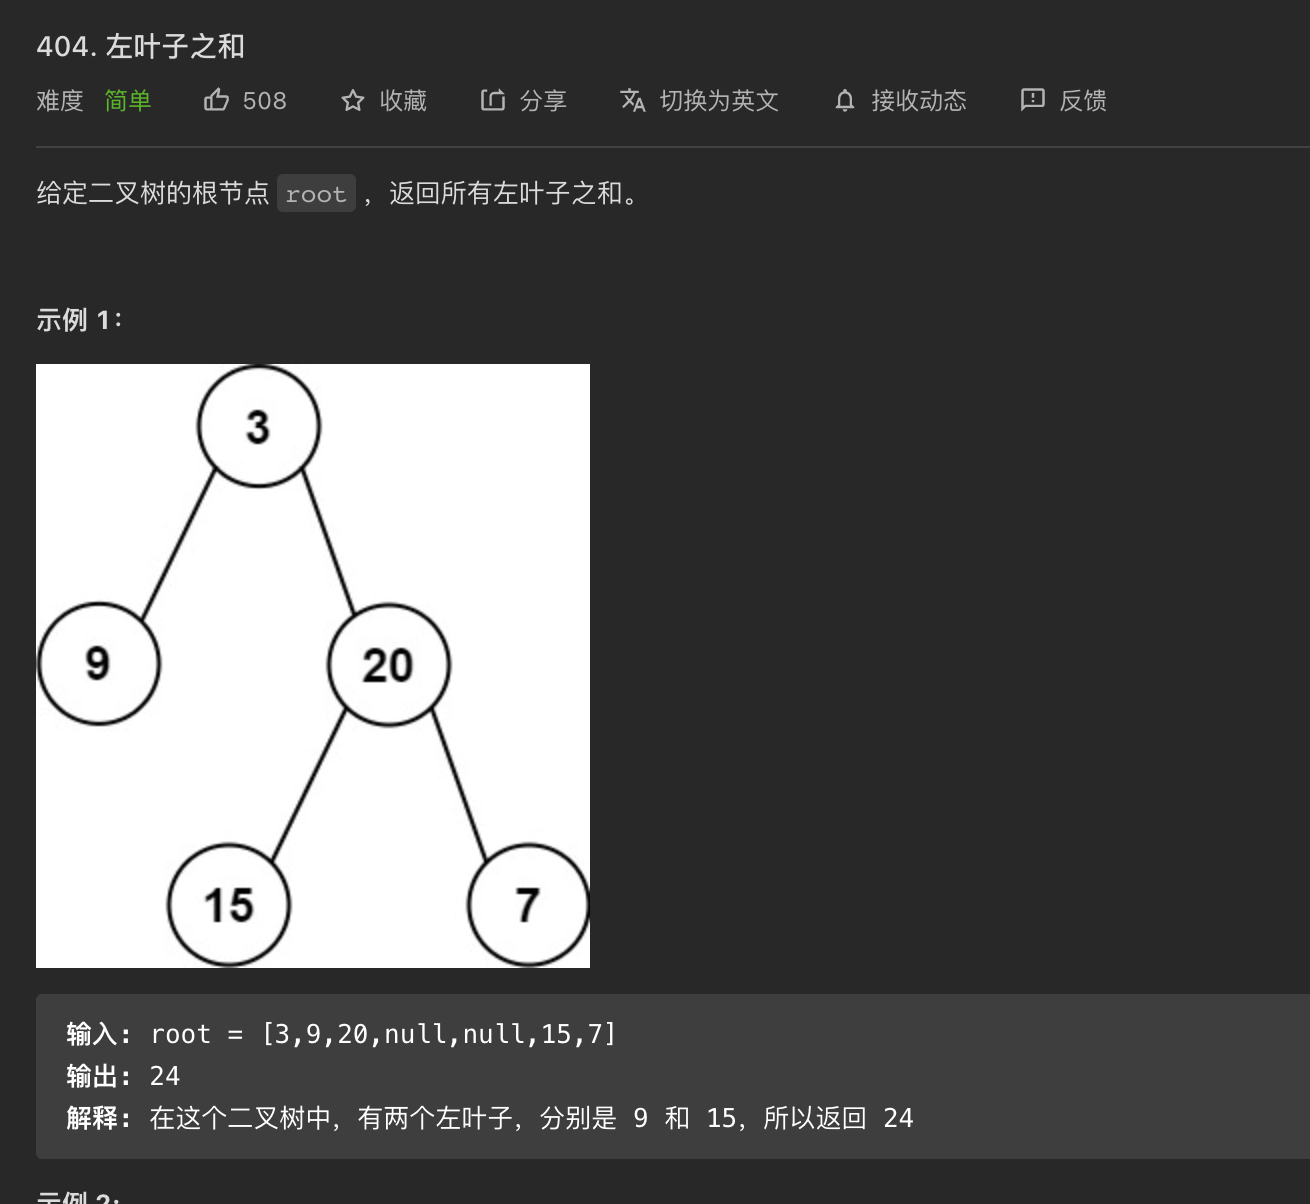 404. 左叶子之和
难度 简单 508 收藏 分享 切换为英文 接收动态 反馈
给定二叉树的根节点 root ，返回所有左叶子之和。
示例 1：
3
9 20
15 7
输入: root = [3,9,20,null,null,15,7]
输出: 24
解释: 在这个二叉树中，有两个左叶子，分别是 9 和 15，所以返回 24
示例 2: